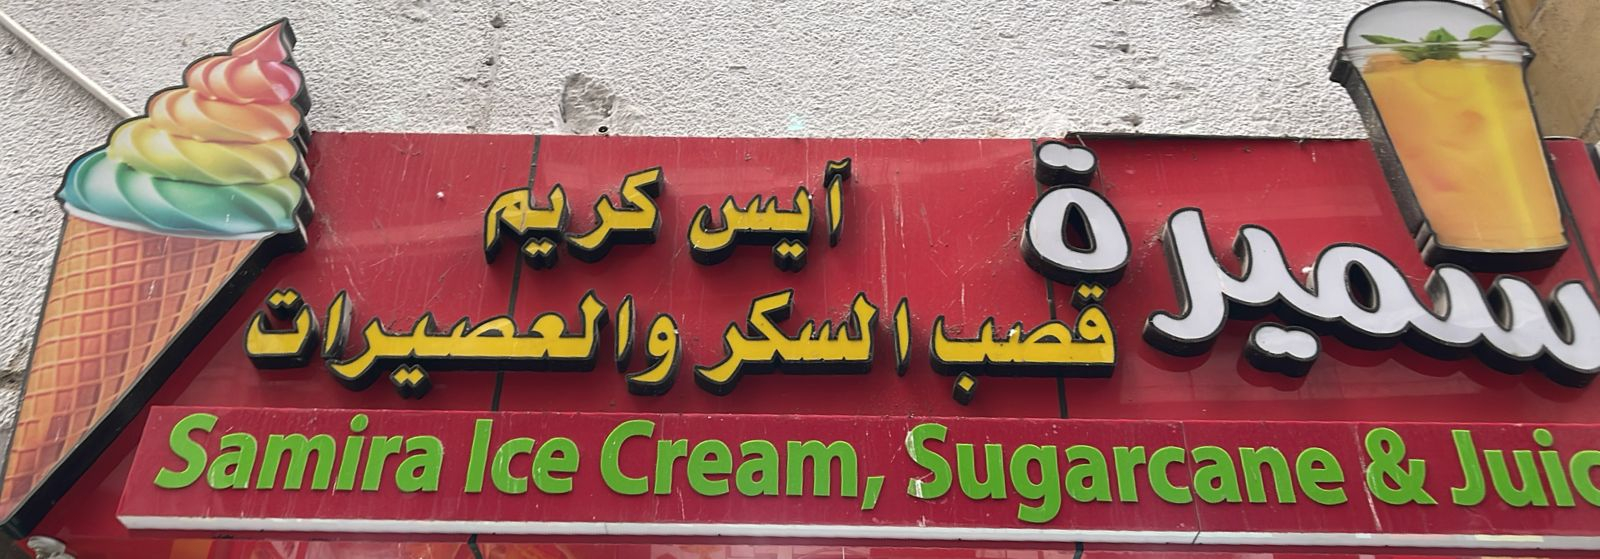 سميرة
آيس كريم
قصب السكر والعصيرات
Samira Ice Cream, Sugarcane & Juic